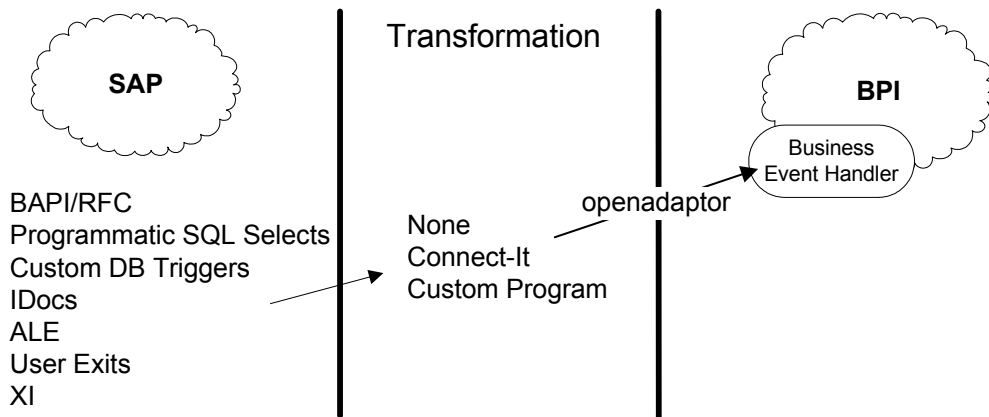 Transformation
SAP
BPI
Business
Event Handler
openadaptor
BAPI/RFC
Programmatic SQL Selects
Custom DB Triggers
IDocs
ALE
User Exits
XI
None
Connect-It
Custom Program